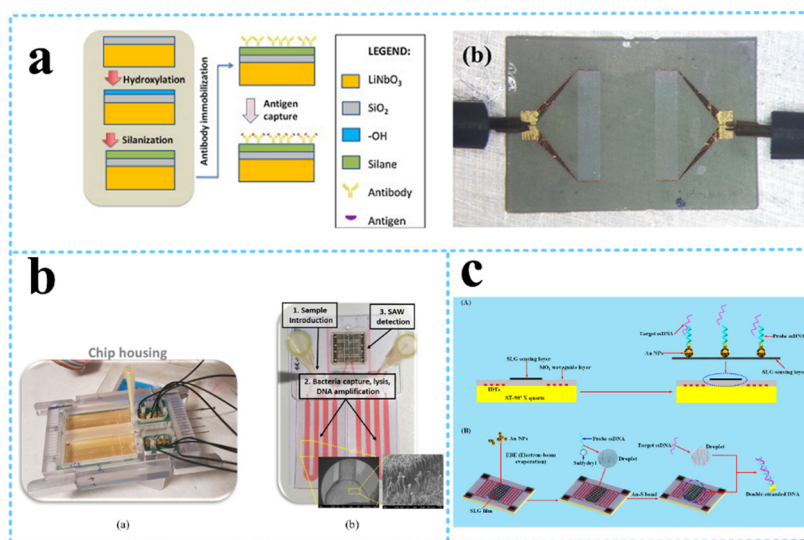 a
Hydroxylation
Silanization
Antibody immobilization
Antigen
capture
LEGEND:
LiNbO₃
SiO₂
-OH
Silane
Antibody
Antigen
(b)
b
Chip housing
(a)
1. Sample
Introduction
3. SAW
detection
2. Bacteria capture, lysis,
DNA amplification
(b)
c
(A)
SLG sensing layer
SiO₂ waveguide layer
IDTs
ST-90° X quartz
Target ssDNA
Probe ssDNA
Au NPs
SLG sensing layer
(B)
Au NPs
EBE (Electron-beam
evaporation)
SLG film
Probe ssDNA
Sulfydryl
Droplet
Au-S bond
Target ssDNA
Droplet
Double-stranded DNA